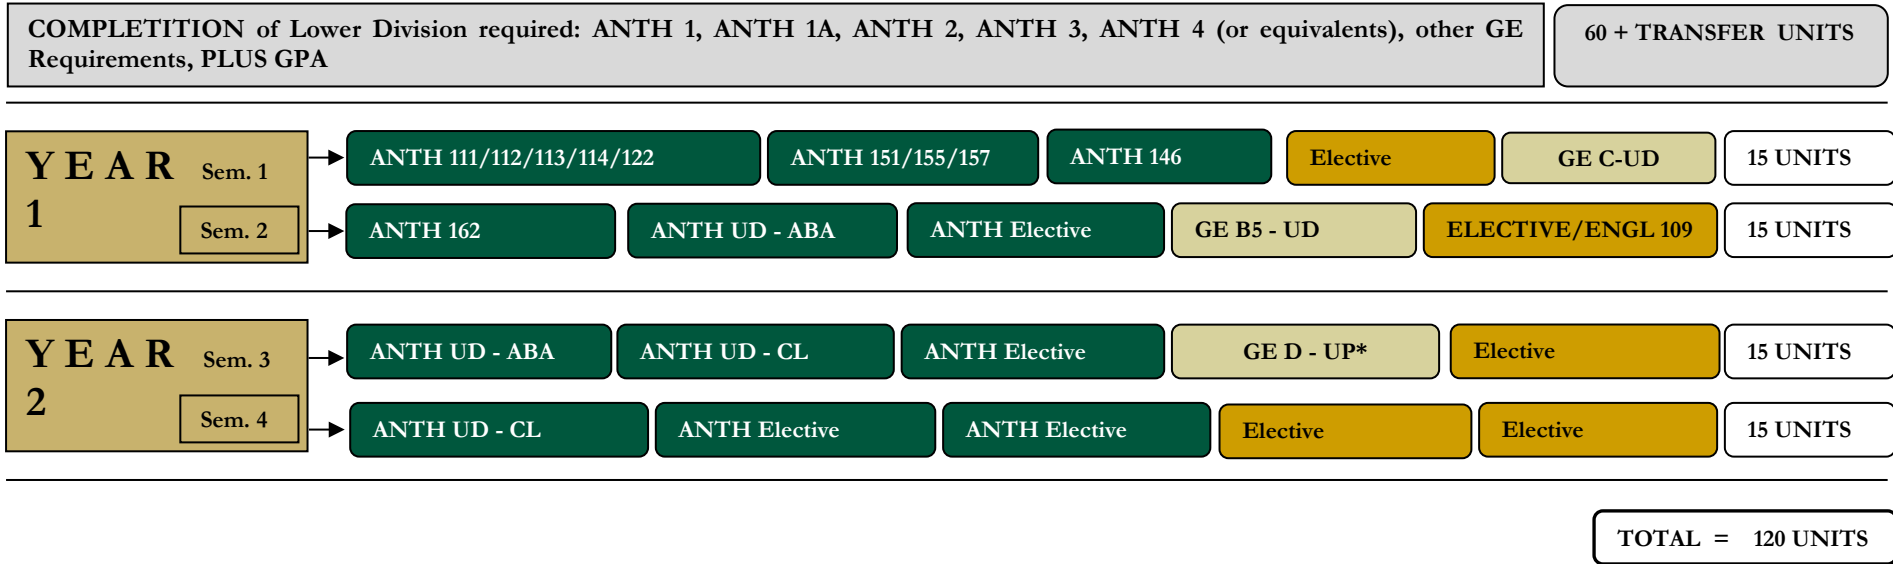 COMPLETITION of Lower Division required: ANTH 1, ANTH 1A, ANTH 2, ANTH 3, ANTH 4 (or equivalents), other GE
Requirements, PLUS GPA
60 + TRANSFER UNITS
YEAR 1
Sem. 1
ANTH 111/112/113/114/122
ANTH 151/155/157
ANTH 146
Elective
GE C-UD
15 UNITS
Sem. 2
ANTH 162
ANTH UD - ABA
ANTH Elective
GE B5 - UD
ELECTIVE/ENGL 109
15 UNITS
YEAR 2
Sem. 3
ANTH UD - ABA
ANTH UD - CL
ANTH Elective
GE D - UP*
Elective
15 UNITS
Sem. 4
ANTH UD - CL
ANTH Elective
ANTH Elective
Elective
Elective
15 UNITS
TOTAL = 120 UNITS